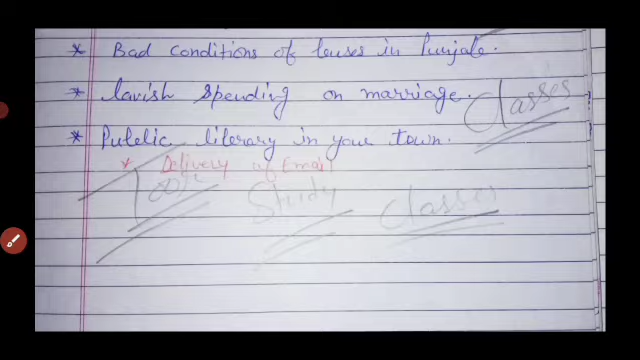 * Bad conditions of buses in Punjab.
* lavish spending on marriage.
Classes
* Public library in your town.
* Delivery of Email
100%
Study Classes